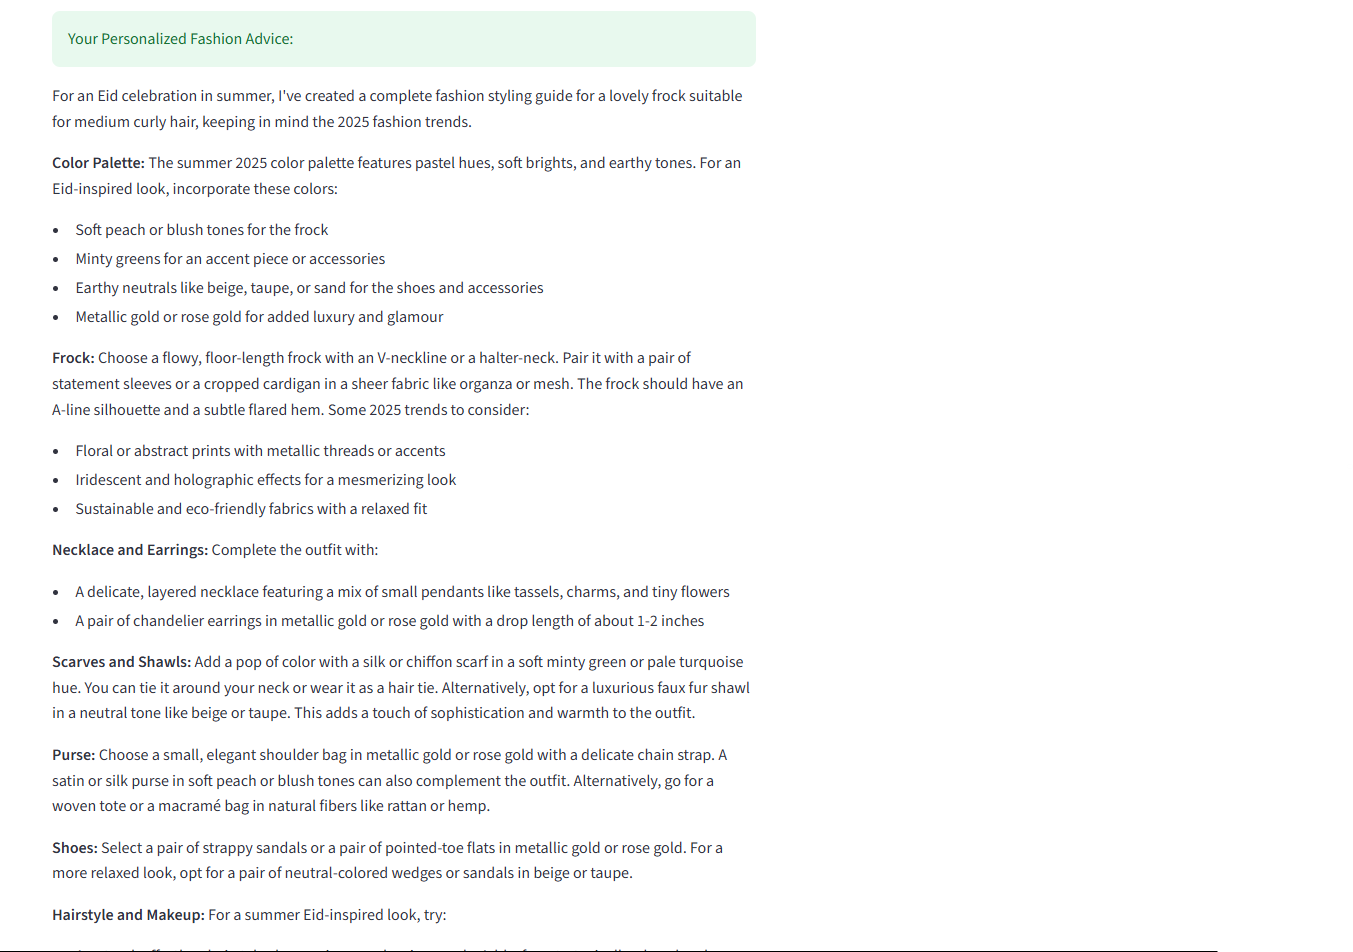 Your Personalized Fashion Advice:
For an Eid celebration in summer, I've created a complete fashion styling guide for a lovely frock suitable
for medium curly hair, keeping in mind the 2025 fashion trends.
Color Palette: The summer 2025 color palette features pastel hues, soft brights, and earthy tones. For an
Eid-inspired look, incorporate these colors:
• Soft peach or blush tones for the frock
• Minty greens for an accent piece or accessories
• Earthy neutrals like beige, taupe, or sand for the shoes and accessories
• Metallic gold or rose gold for added luxury and glamour
Frock: Choose a flowy, floor-length frock with an V-neckline or a halter-neck. Pair it with a pair of
statement sleeves or a cropped cardigan in a sheer fabric like organza or mesh. The frock should have an
A-line silhouette and a subtle flared hem. Some 2025 trends to consider:
• Floral or abstract prints with metallic threads or accents
• Iridescent and holographic effects for a mesmerizing look
• Sustainable and eco-friendly fabrics with a relaxed fit
Necklace and Earrings: Complete the outfit with:
• A delicate, layered necklace featuring a mix of small pendants like tassels, charms, and tiny flowers
• A pair of chandelier earrings in metallic gold or rose gold with a drop length of about 1-2 inches
Scarves and Shawls: Add a pop of color with a silk or chiffon scarf in a soft minty green or pale turquoise
hue. You can tie it around your neck or wear it as a hair tie. Alternatively, opt for a luxurious faux fur shawl
in a neutral tone like beige or taupe. This adds a touch of sophistication and warmth to the outfit.
Purse: Choose a small, elegant shoulder bag in metallic gold or rose gold with a delicate chain strap. A
satin or silk purse in soft peach or blush tones can also complement the outfit. Alternatively, go for a
woven tote or a macramé bag in natural fibers like rattan or hemp.
Shoes: Select a pair of strappy sandals or a pair of pointed-toe flats in metallic gold or rose gold. For a
more relaxed look, opt for a pair of neutral-colored wedges or sandals in beige or taupe.
Hairstyle and Makeup: For a summer Eid-inspired look, try: